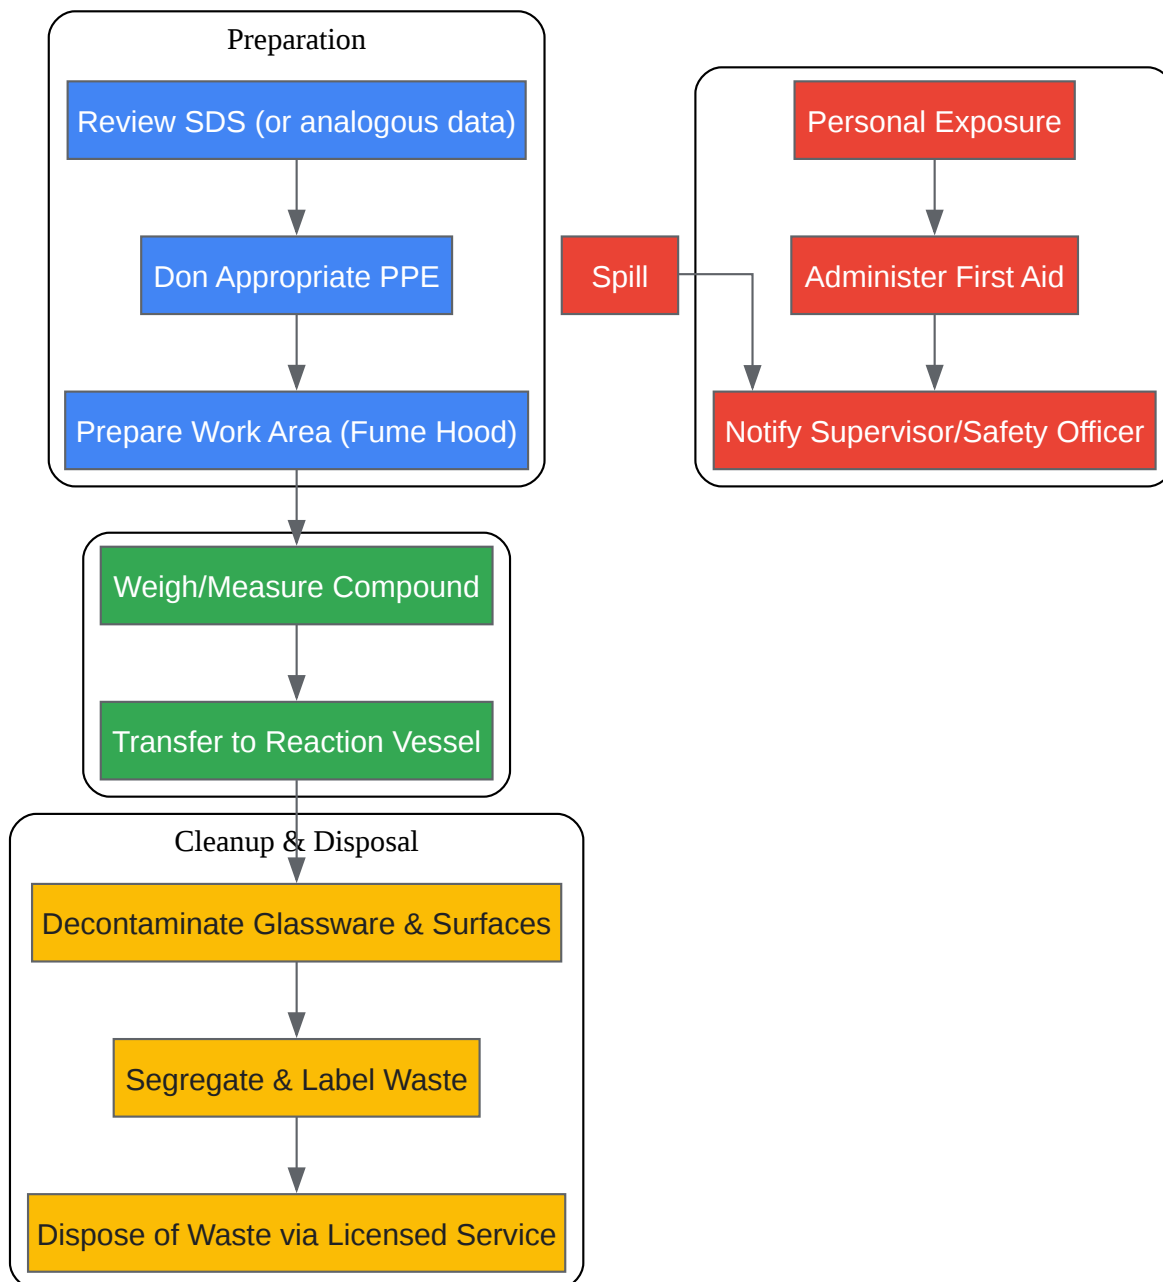 Preparation
Review SDS (or analogous data)
Don Appropriate PPE
Prepare Work Area (Fume Hood)
Personal Exposure
Spill
Administer First Aid
Notify Supervisor/Safety Officer
Weigh/Measure Compound
Transfer to Reaction Vessel
Cleanup & Disposal
Decontaminate Glassware & Surfaces
Segregate & Label Waste
Dispose of Waste via Licensed Service